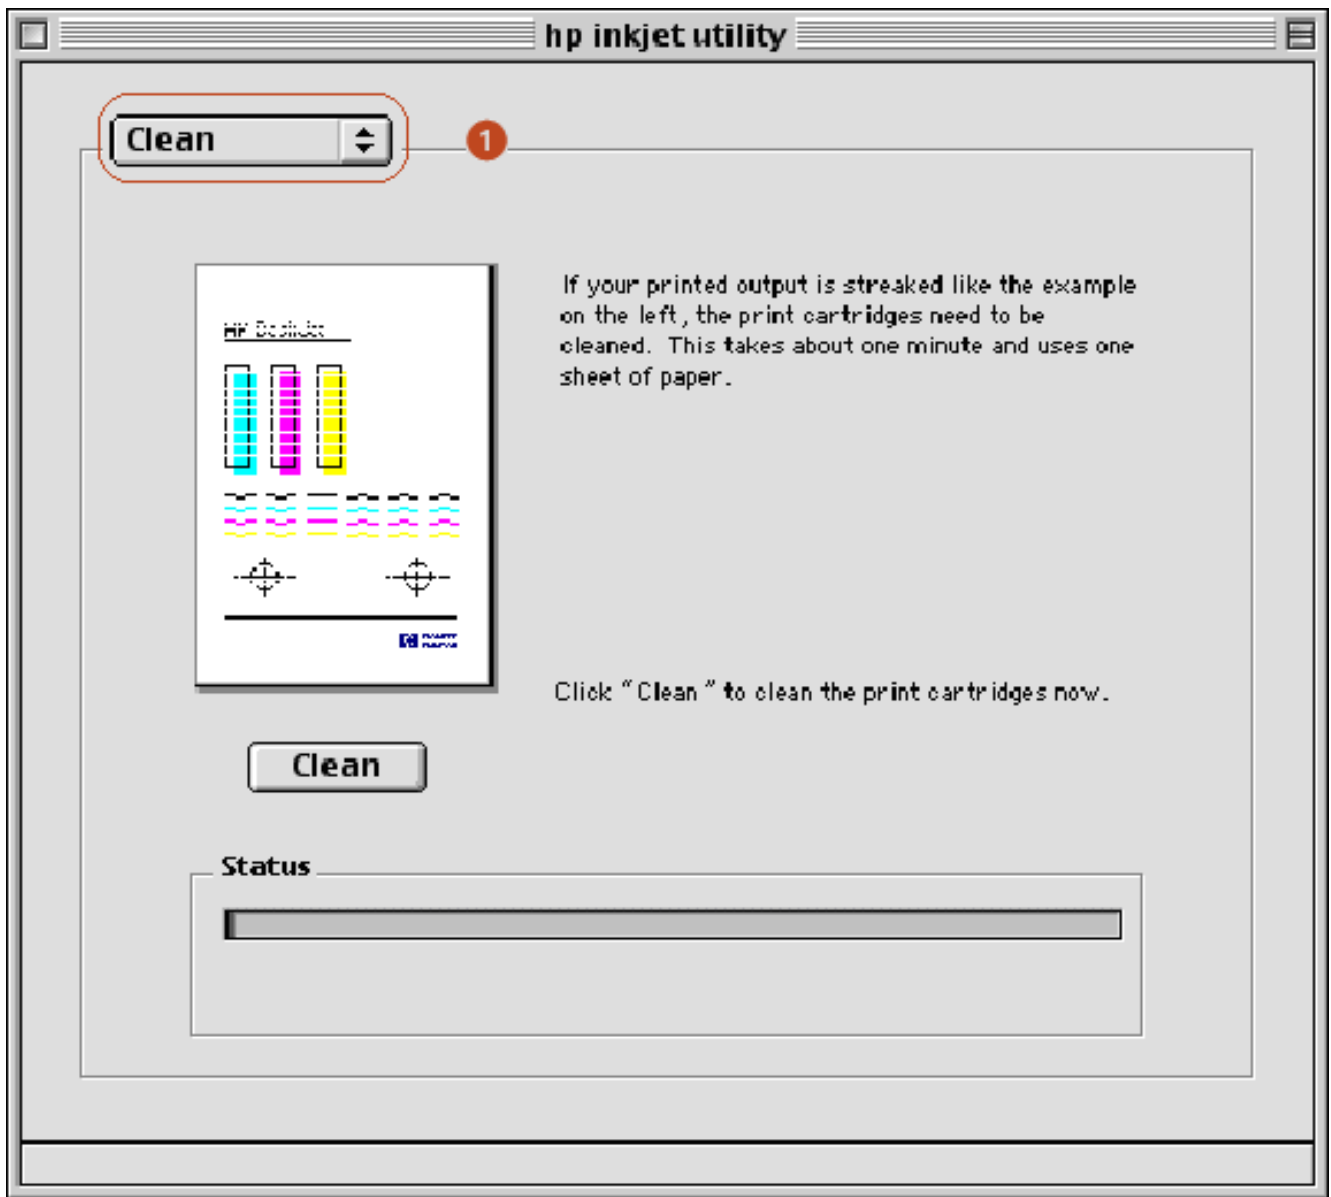 hp inkjet utility
Clean
1
If your printed output is streaked like the example
on the left, the print cartridges need to be
cleaned. This takes about one minute and uses one
sheet of paper.
HP DeskJet
Click "Clean" to clean the print cartridges now.
Clean
Status